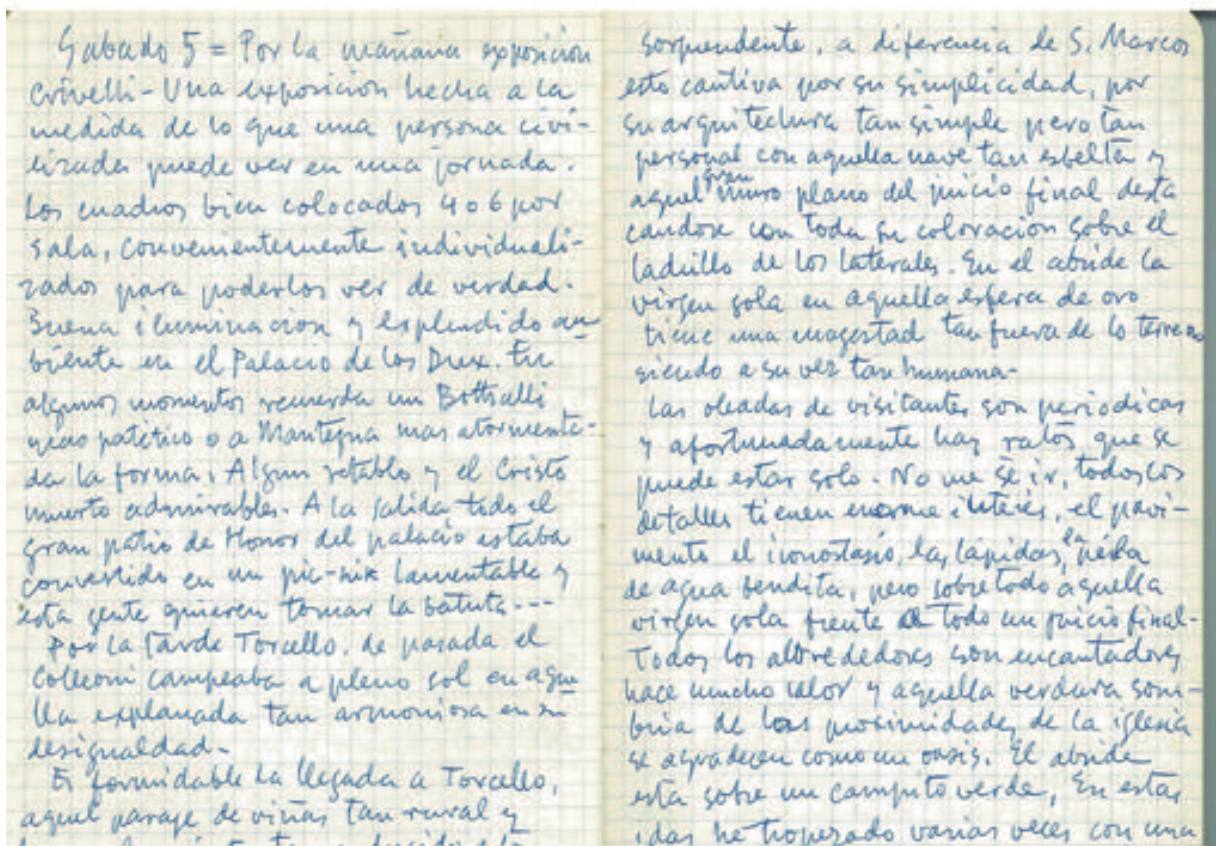 Sabado 5 = Por la mañana exposicion
Crivelli - Una exposicion hecha a la
medida de lo que una persona civi-
lizada puede ver en una jornada.
Los cuadros bien colocados 4 o 6 por
sala, convenientemente individuali-
zados para poderlos ver de verdad.
Buena iluminacion y esplendido am
biente en el Palacio de los Dux. En
algunos momentos recuerda un Botticelli
mas patético o a Mantegna mas atormenta-
da la forma. Algun retablo y el Cristo
muerto admirables. A la salida todo el
gran patio de Honor del palacio estaba
convertido en un pic-nik lamentable y
esta gente quieren tomar la batuta ---
Por la tarde Torcello, de pasada el
Colleoni campeaba a pleno sol en aque
lla explanada tan armoniosa en su
desigualdad -
Es formidable la llegada a Torcello,
aquel paraje de viñas tan rural y
sorprendente, a diferencia de S. Marcos
esto cautiva por su simplicidad, por
su arquitectura tan simple pero tan
personal con aquella nave tan esbelta y
aquel gran muro plano del juicio final desta
candose con toda su coloracion sobre el
ladrillo de los laterales. En el abside la
virgen sola en aquella esfera de oro
tiene una magestad tan fuera de lo terreno
siendo a su vez tan humana -
Las oleadas de visitantes son periodicas
y afortunadamente hay ratos que se
puede estar solo - No me se ir, todos los
detalles tienen enorme interés, el pavi-
mento el iconostasio, las lapidas, la
de agua bendita, pero sobre todo aquella
virgen sola frente a todo un juicio final -
Todos los alrededores son encantadores
hace mucho calor y aquella verdura som-
bria de las proximidades de la iglesia
se agradecen como un oasis. El abside
esta sobre un campito verde, En estas
idas he tropezado varias veces con una